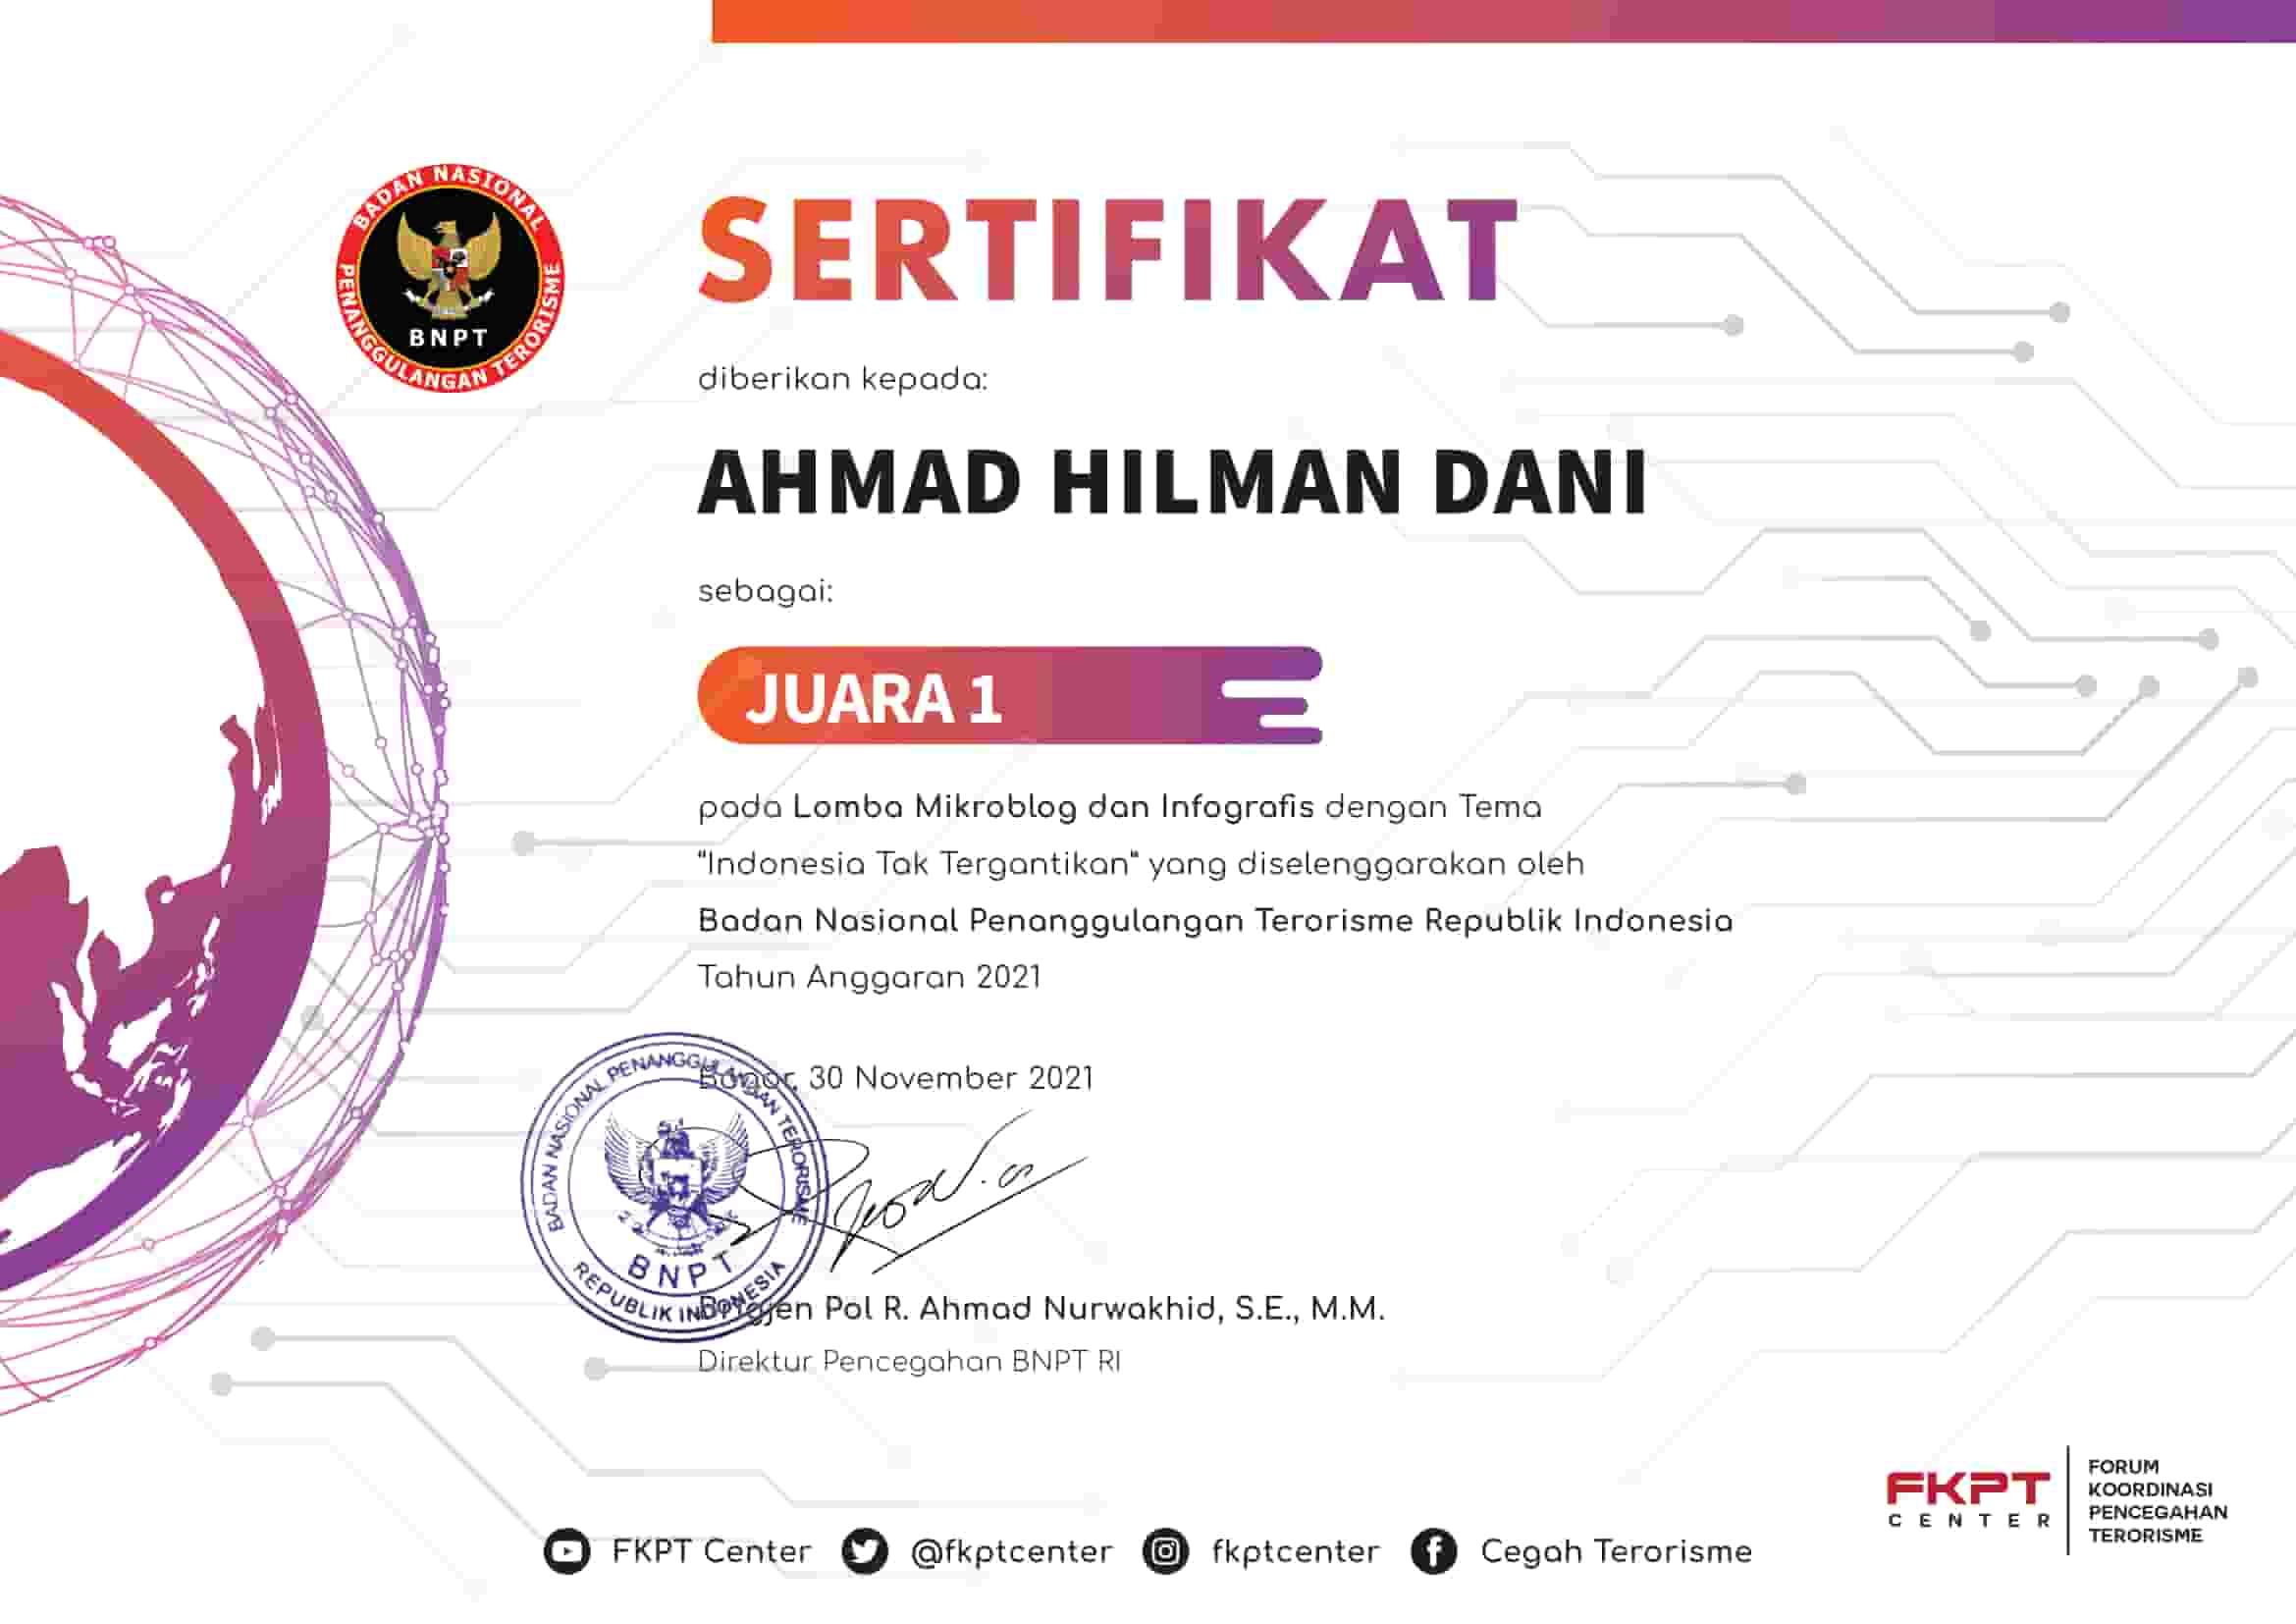 BADAN NASIONAL
PENANGGULANGAN TERORISME
BNPT
SERTIFIKAT
diberikan kepada:
AHMAD HILMAN DANI
sebagai:
JUARA 1
pada Lomba Mikroblog dan Infografis dengan Tema
"Indonesia Tak Tergantikan" yang diselenggarakan oleh
Badan Nasional Penanggulangan Terorisme Republik Indonesia
Tahun Anggaran 2021
Bogor, 30 November 2021
BADAN NASIONAL PENANGGULANGAN TERORISME
BNPT
REPUBLIK INDONESIA
Brigjen Pol R. Ahmad Nurwakhid, S.E., M.M.
Direktur Pencegahan BNPT RI
FKPT
CENTER
FORUM
KOORDINASI
PENCEGAHAN
TERORISME
FKPT Center @fkptcenter fkptcenter Cegah Terorisme